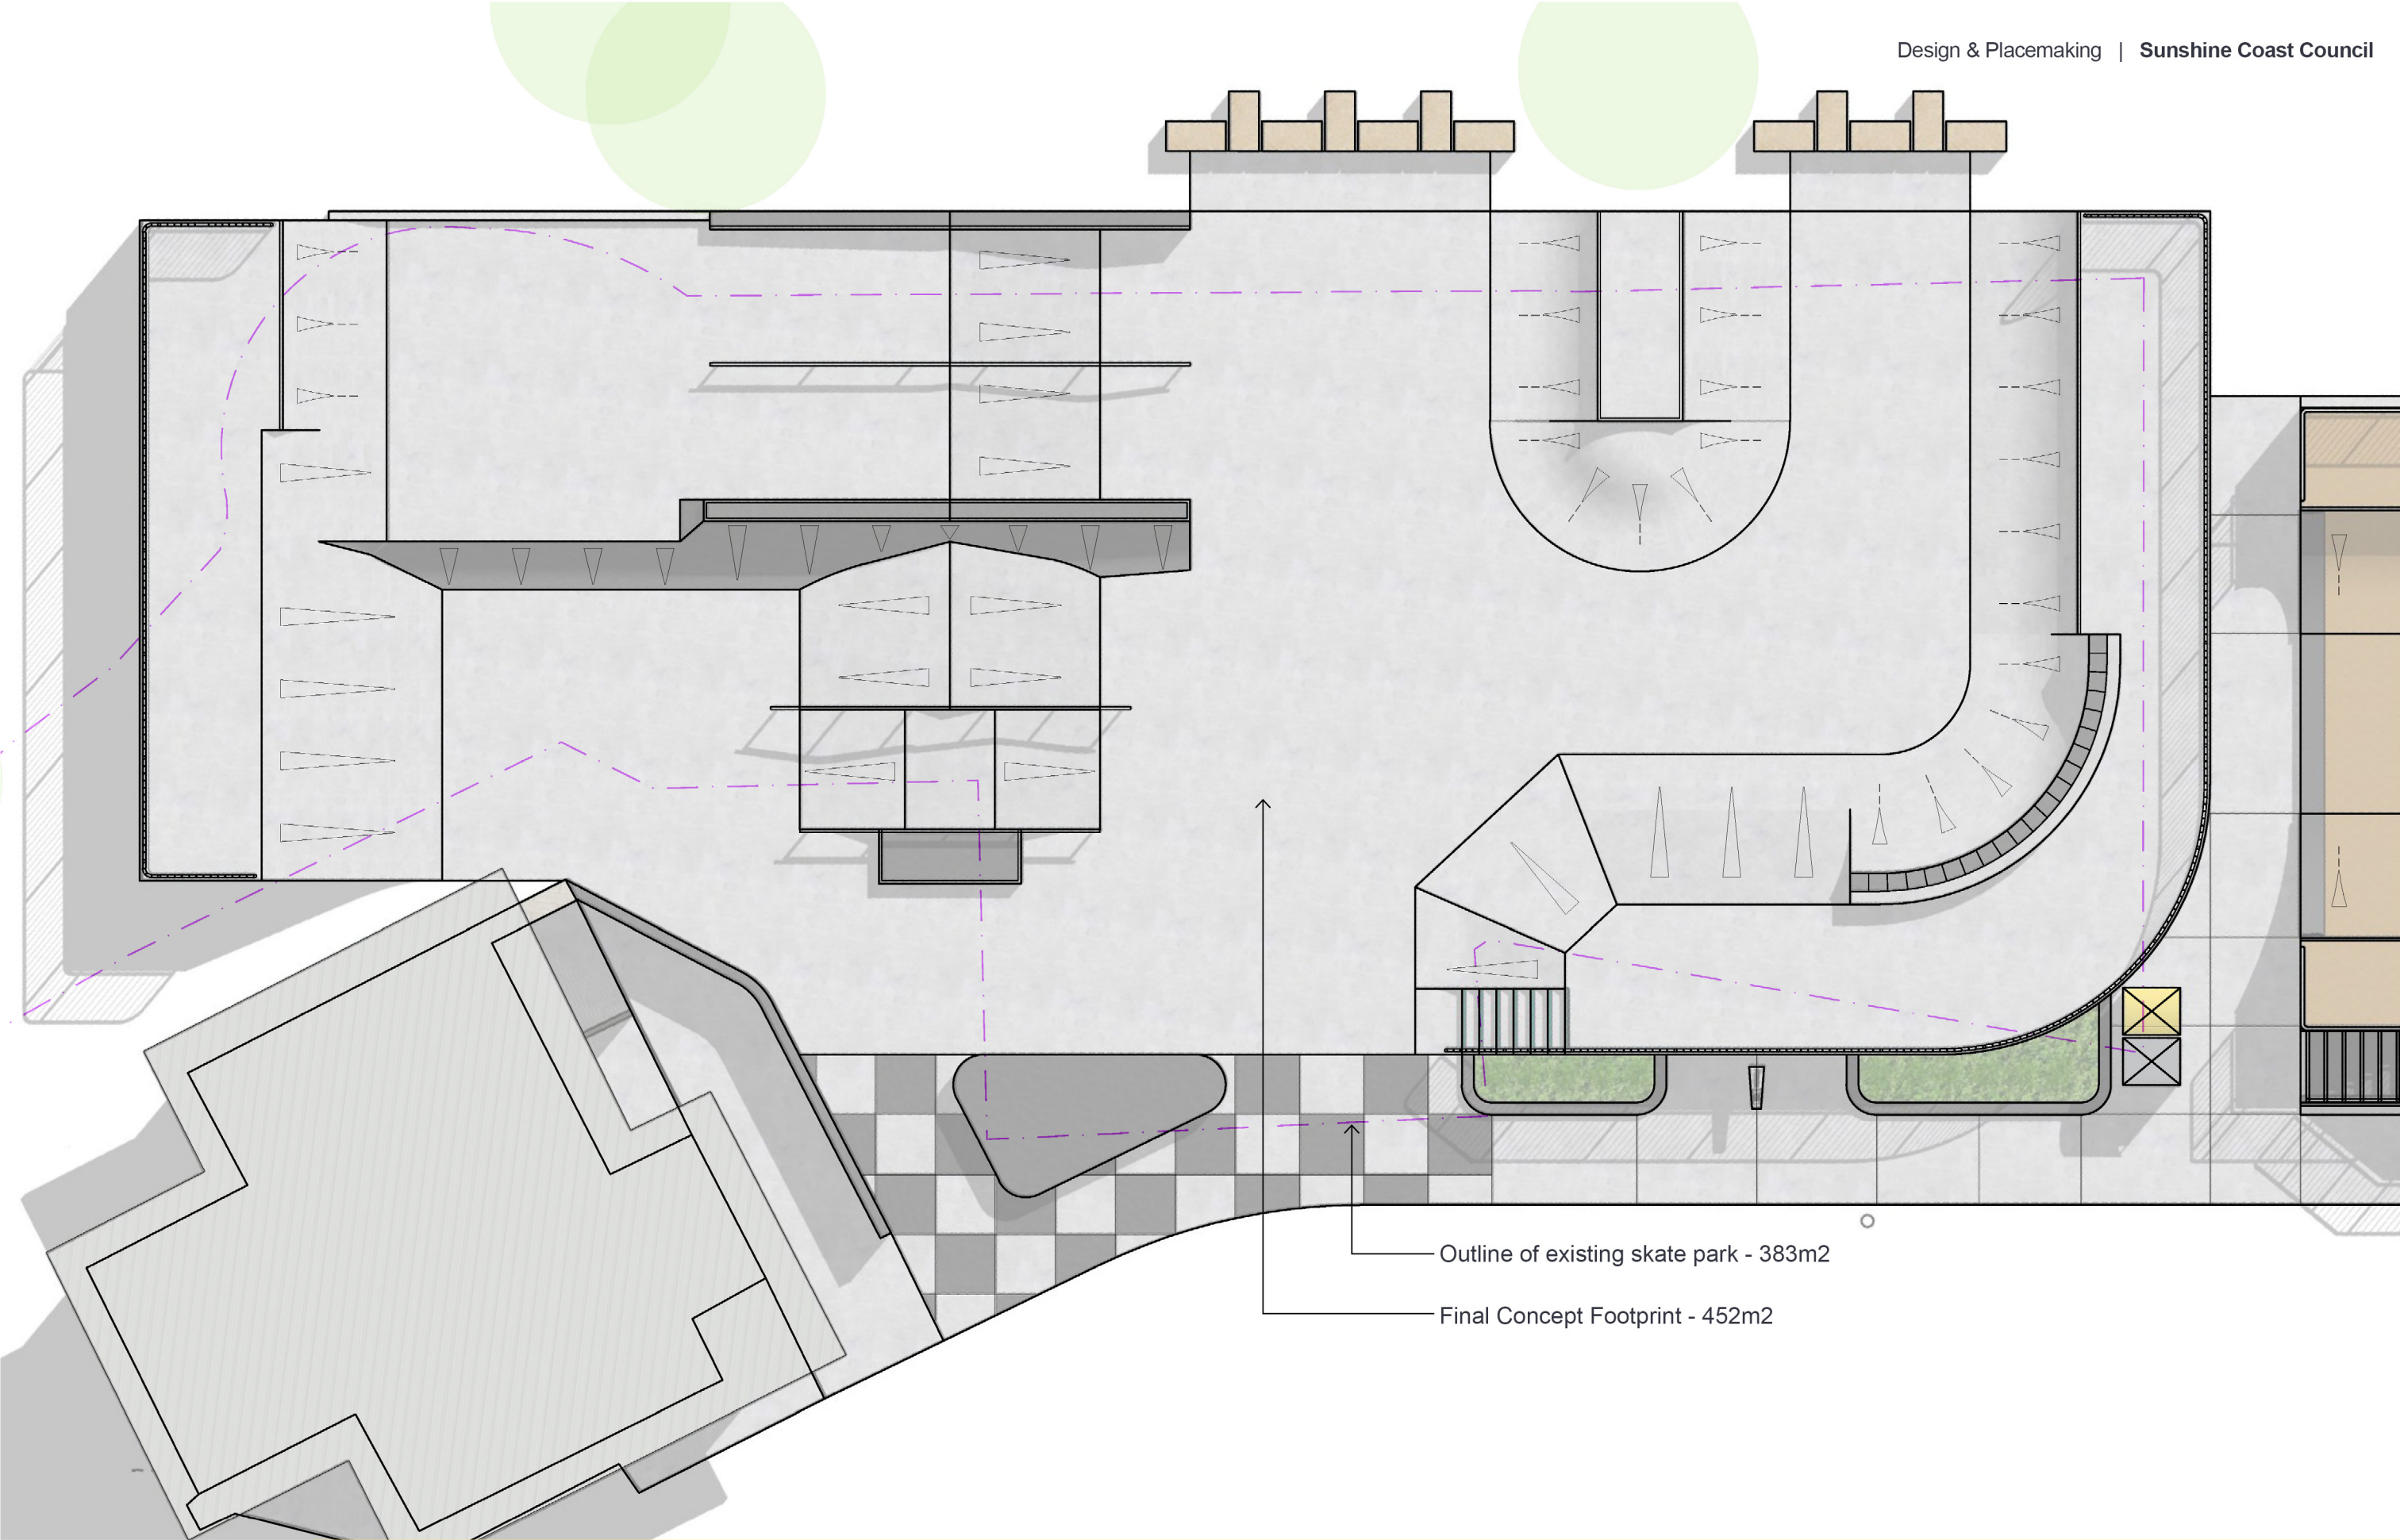 Design & Placemaking | Sunshine Coast Council
Outline of existing skate park - 383m2
Final Concept Footprint - 452m2